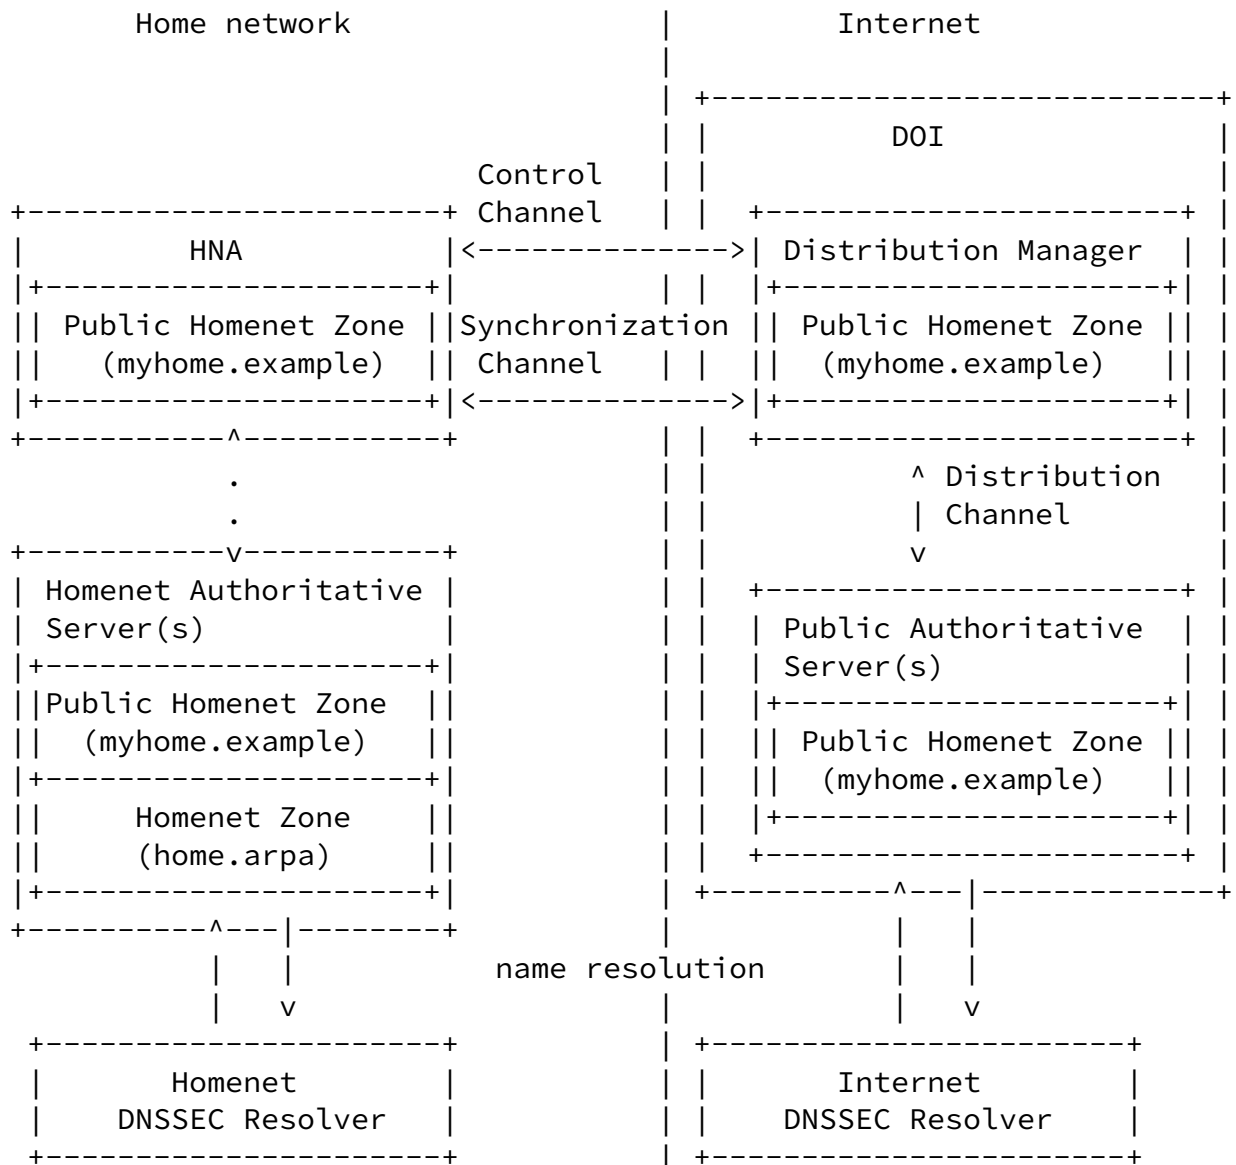 Home network
Internet
DOI
Control
Channel
HNA
Distribution Manager
Public Homenet Zone
(myhome.example)
Synchronization
Channel
Public Homenet Zone
(myhome.example)
Distribution
Channel
Homenet Authoritative
Server(s)
Public Homenet Zone
(myhome.example)
Homenet Zone
(home.arpa)
Public Authoritative
Server(s)
Public Homenet Zone
(myhome.example)
name resolution
Homenet
DNSSEC Resolver
Internet
DNSSEC Resolver